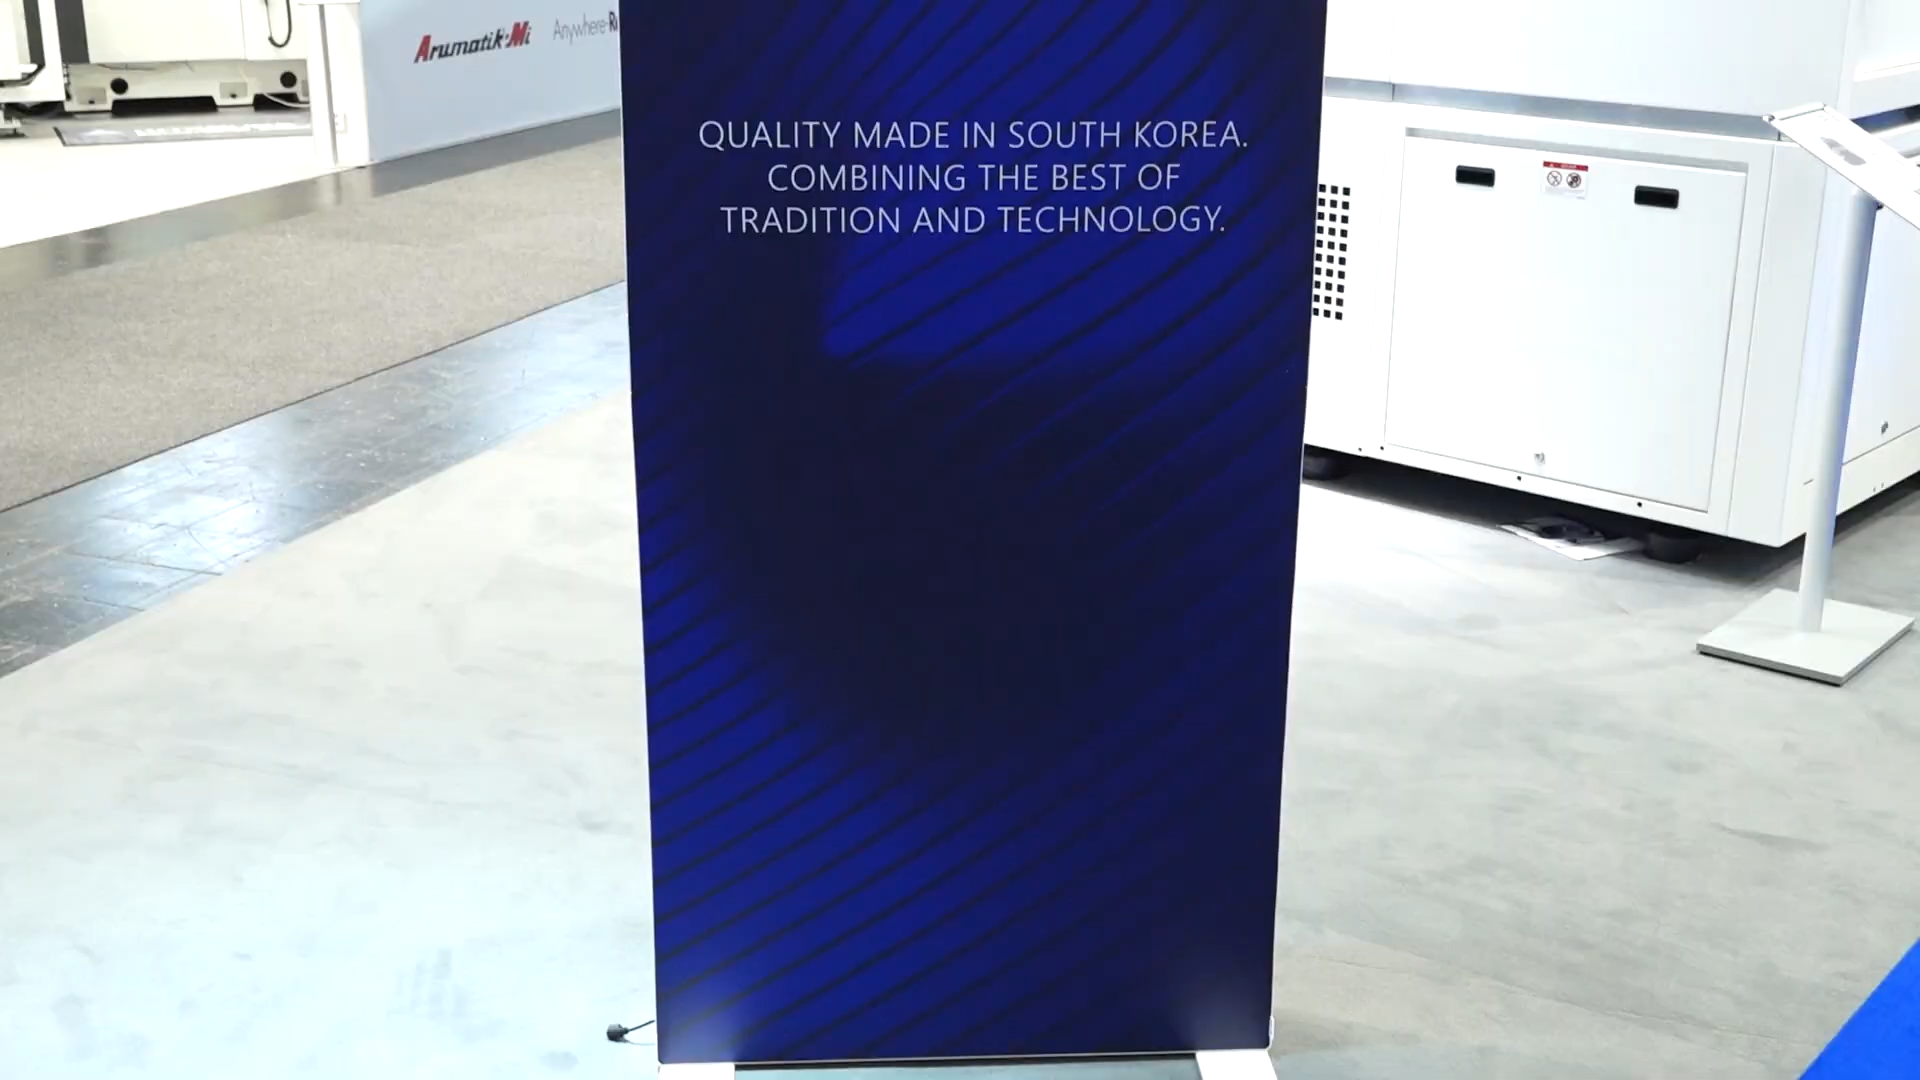 Arumatik-Mi
Anywhere-R
QUALITY MADE IN SOUTH KOREA.
COMBINING THE BEST OF
TRADITION AND TECHNOLOGY.